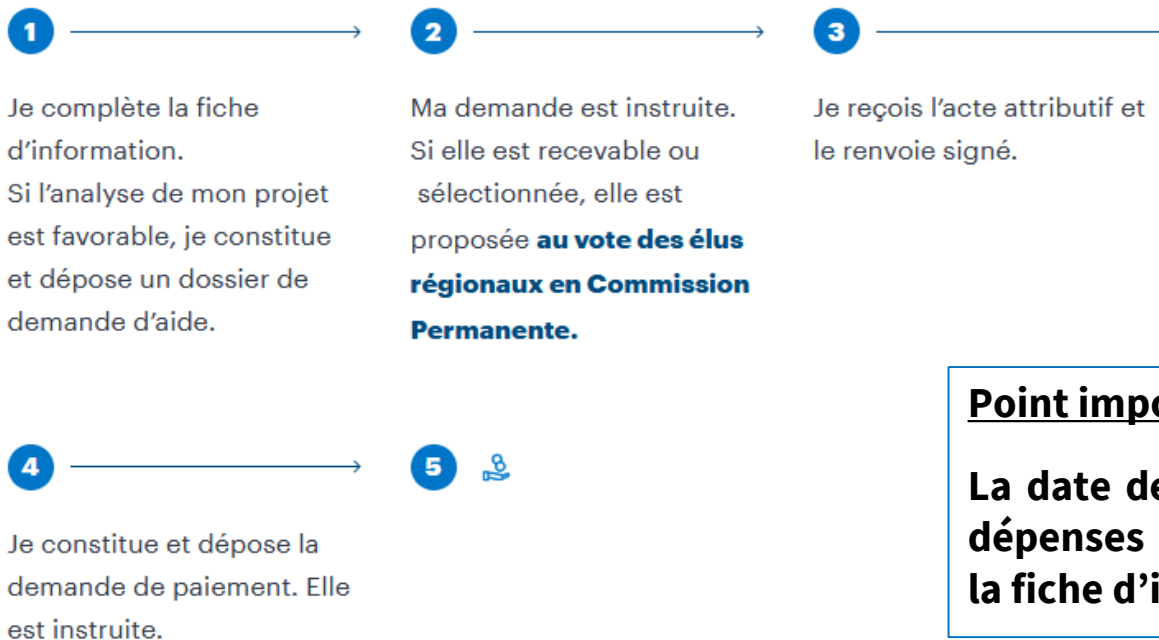 1
Je complète la fiche
d'information.
Si l'analyse de mon projet
est favorable, je constitue
et dépose un dossier de
demande d'aide.
2
Ma demande est instruite.
Si elle est recevable ou
sélectionnée, elle est
proposée au vote des élus
régionaux en Commission
Permanente.
3
Je reçois l'acte attributif et
le renvoie signé.
4
Je constitue et dépose la
demande de paiement. Elle
est instruite.
5
Point
La date
dépenses
la fiche